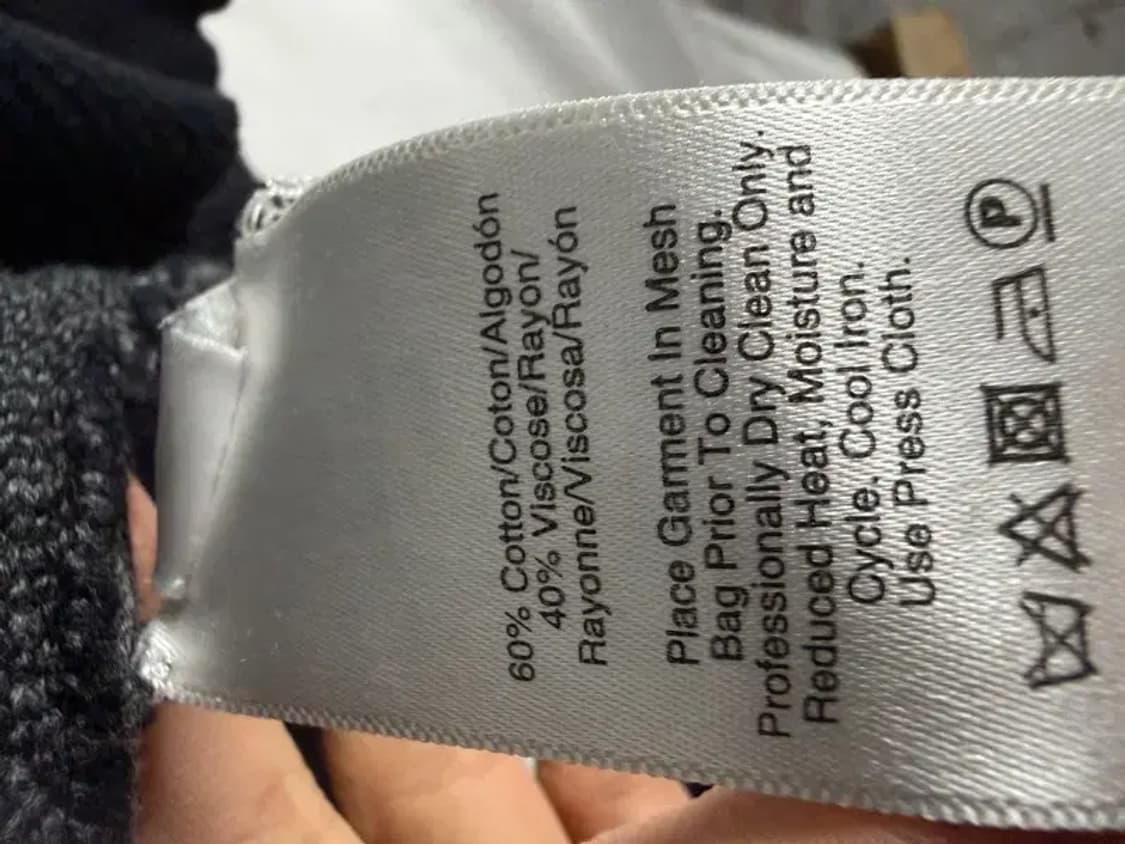 60% Cotton/Coton/Algodón
40% Viscose/Rayon/
Rayonne/Viscosa/Rayón
Place Garment In Mesh
Bag Prior To Cleaning.
Professionally Dry Clean Only.
Reduced Heat, Moisture and
Cycle. Cool Iron.
Use Press Cloth.
P